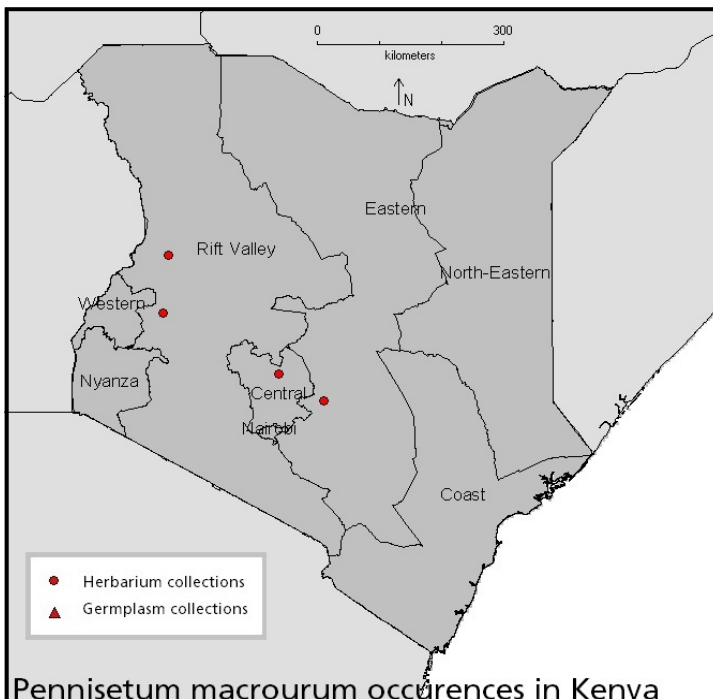 0 300
kilometers
N
Eastern
Rift Valley
North-Eastern
Western
Nyanza
Central
Nairobi
Coast
Herbarium collections
Germplasm collections
Pennisetum macrourum occurences in Kenya